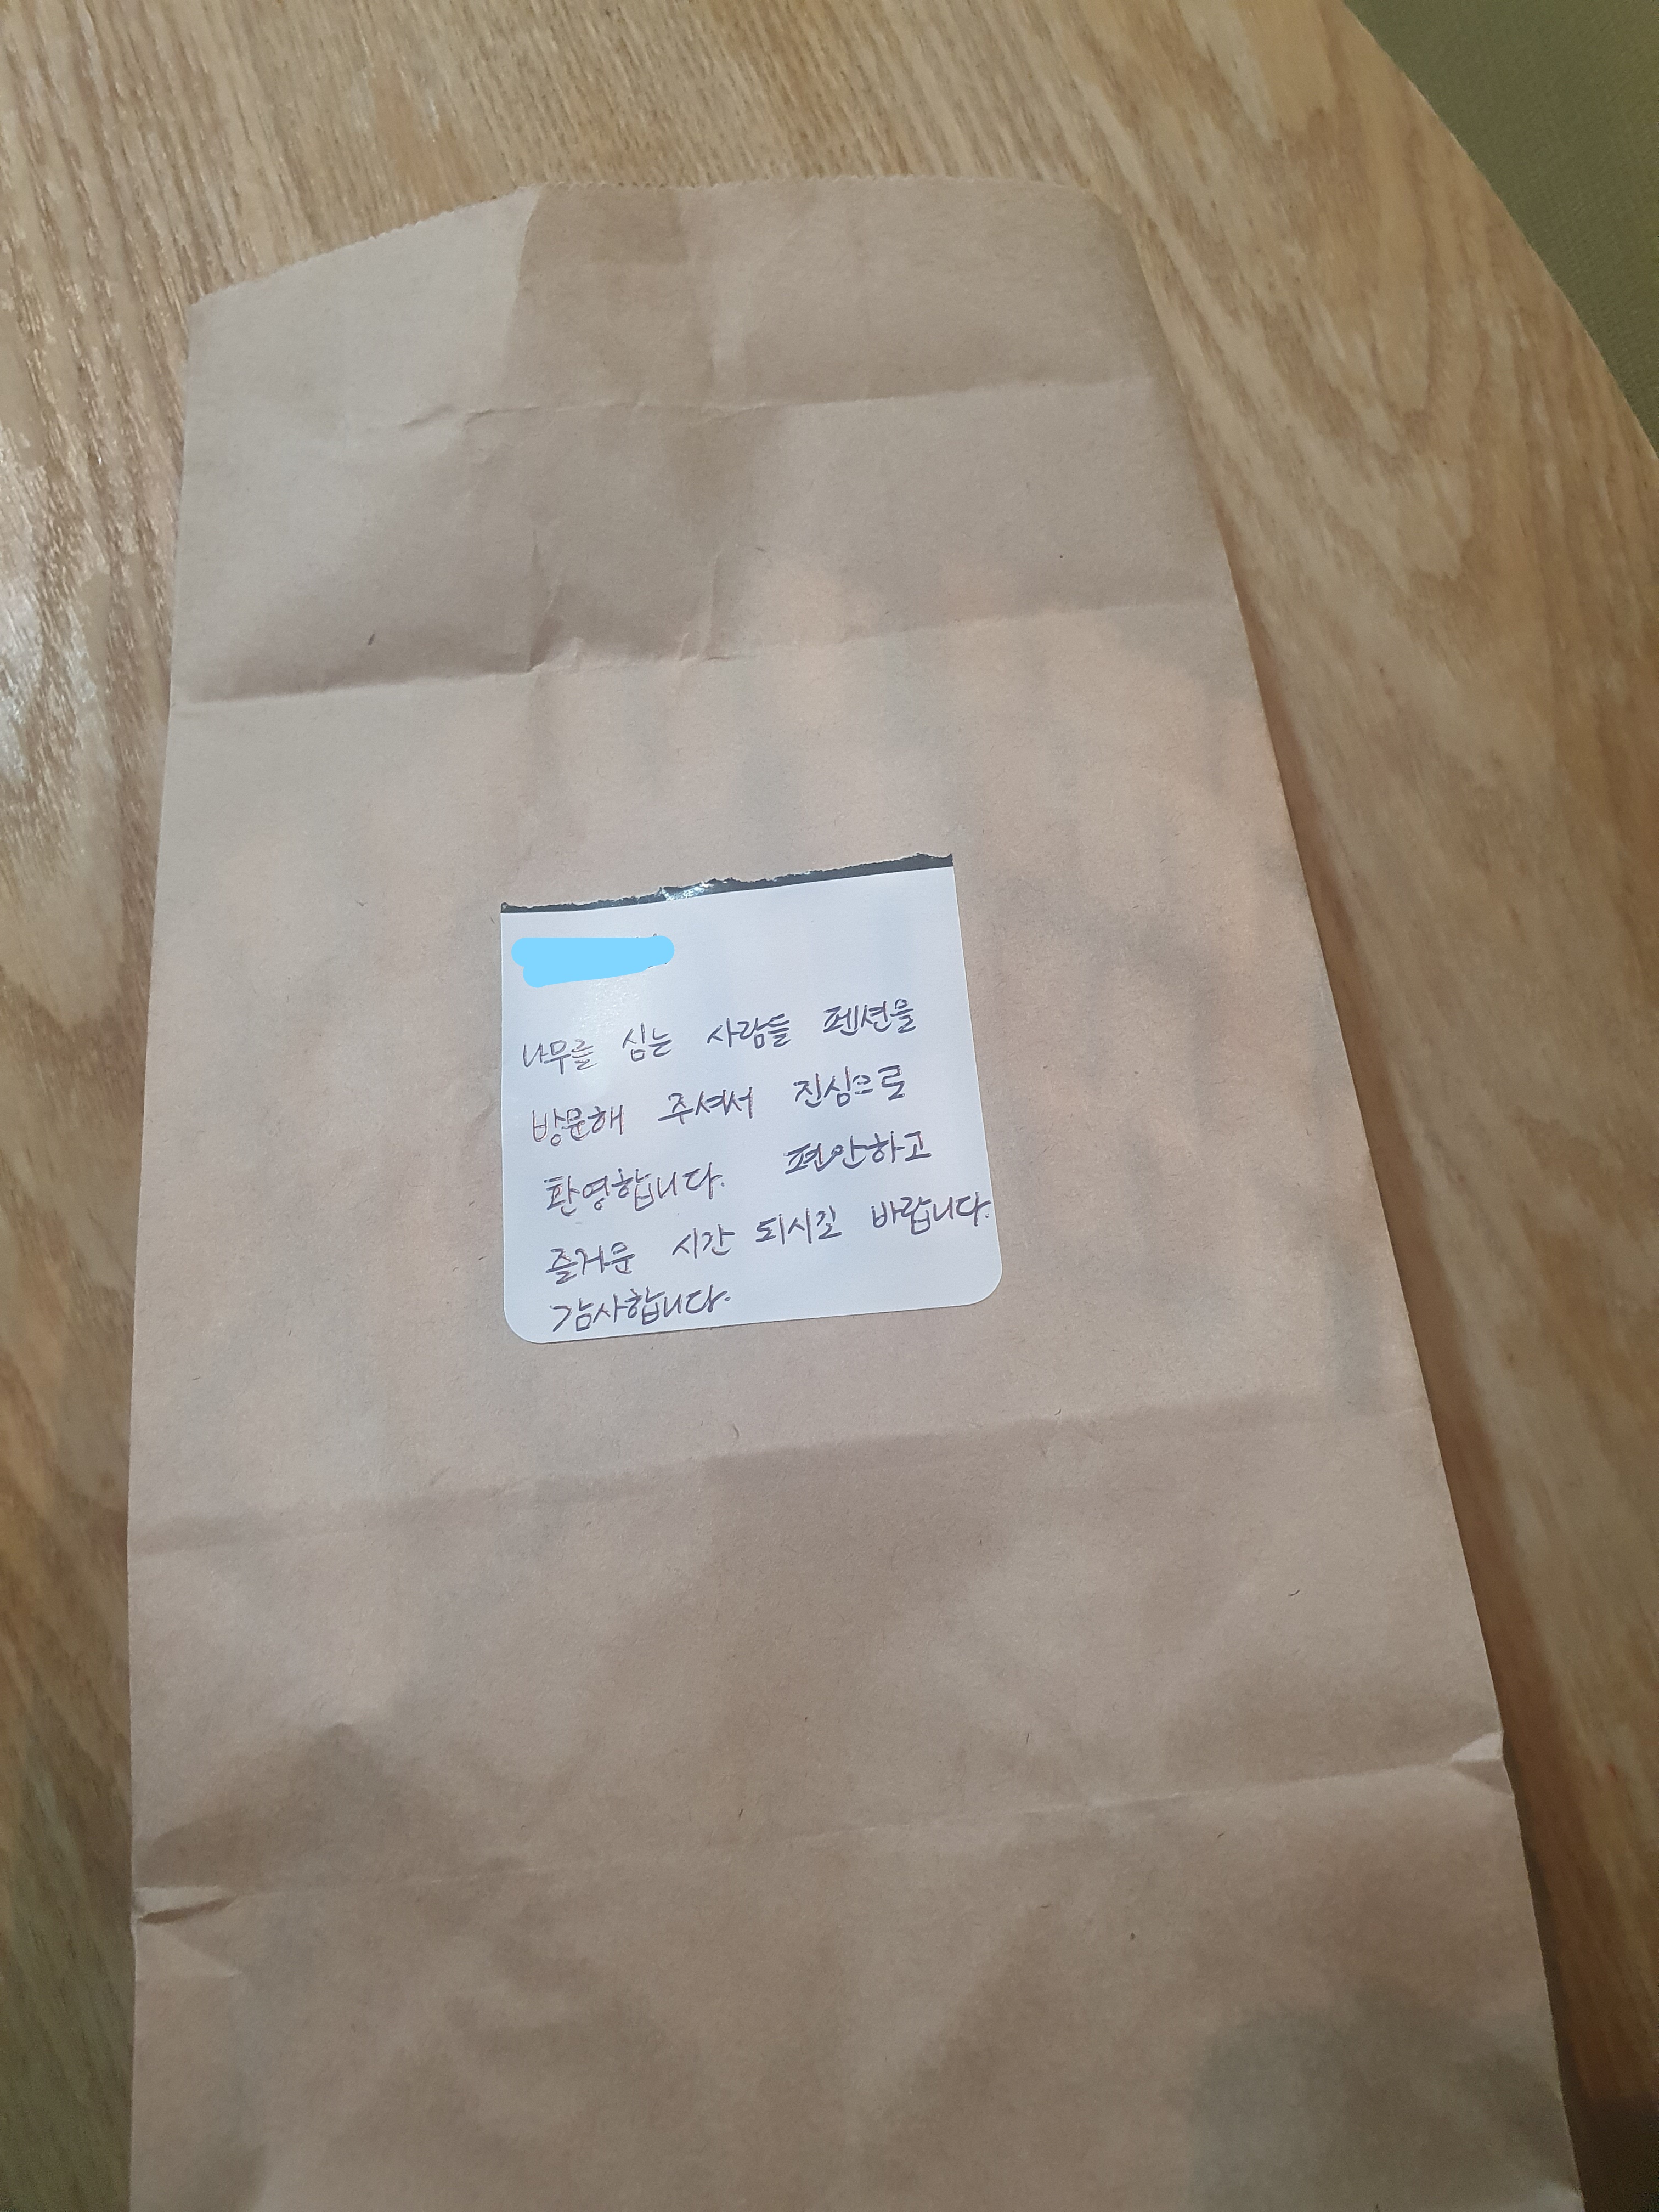 나무를 심는 사람들 펜션을
방문해 주셔서 진심으로
환영합니다. 편안하고
즐거운 시간 되시길 바랍니다.
감사합니다.